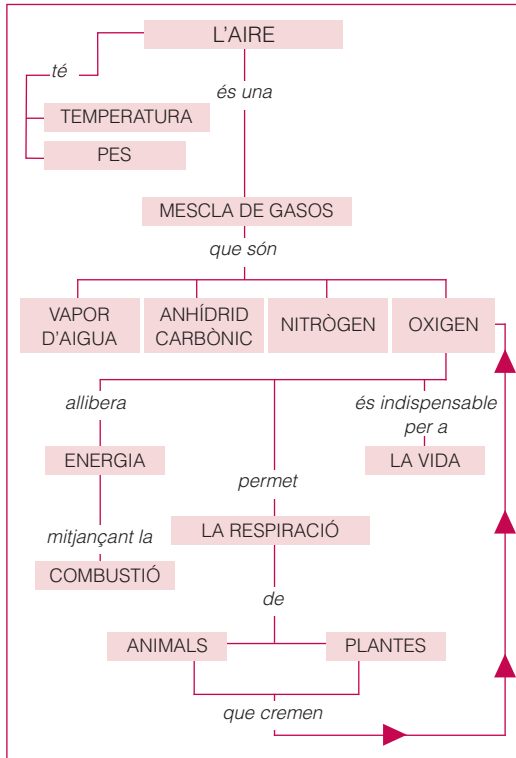 L'AIRE
té
és una
TEMPERATURA
PES
MESCLA DE GASOS
que són
VAPOR
D'AIGUA
ANHÍDRID
CARBÒNIC
NITRÒGEN
OXIGEN
allibera
és indispensable
per a
ENERGIA
LA VIDA
permet
mitjançant la
LA RESPIRACIÓ
COMBUSTIÓ
de
ANIMALS
PLANTES
que cremen